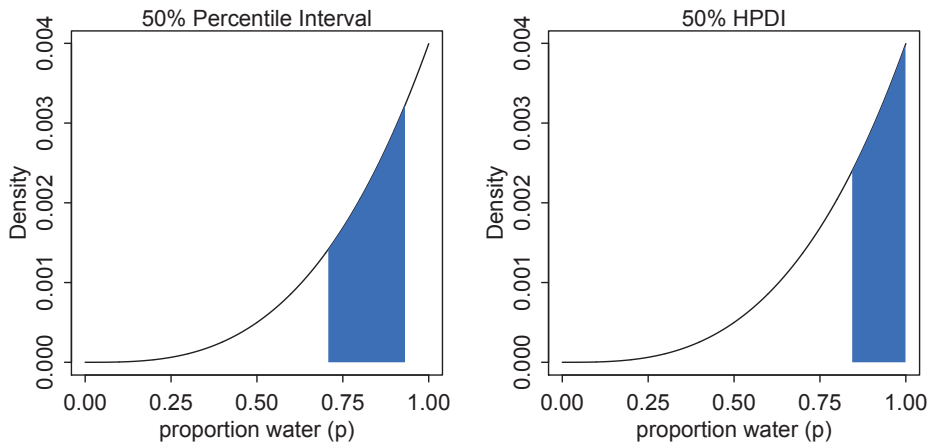 50% Percentile Interval
Density
0.004
0.003
0.002
0.001
0.000
0.00 0.25 0.50 0.75 1.00
proportion water (p)
50% HPDI
Density
0.004
0.003
0.002
0.001
0.000
0.00 0.25 0.50 0.75 1.00
proportion water (p)